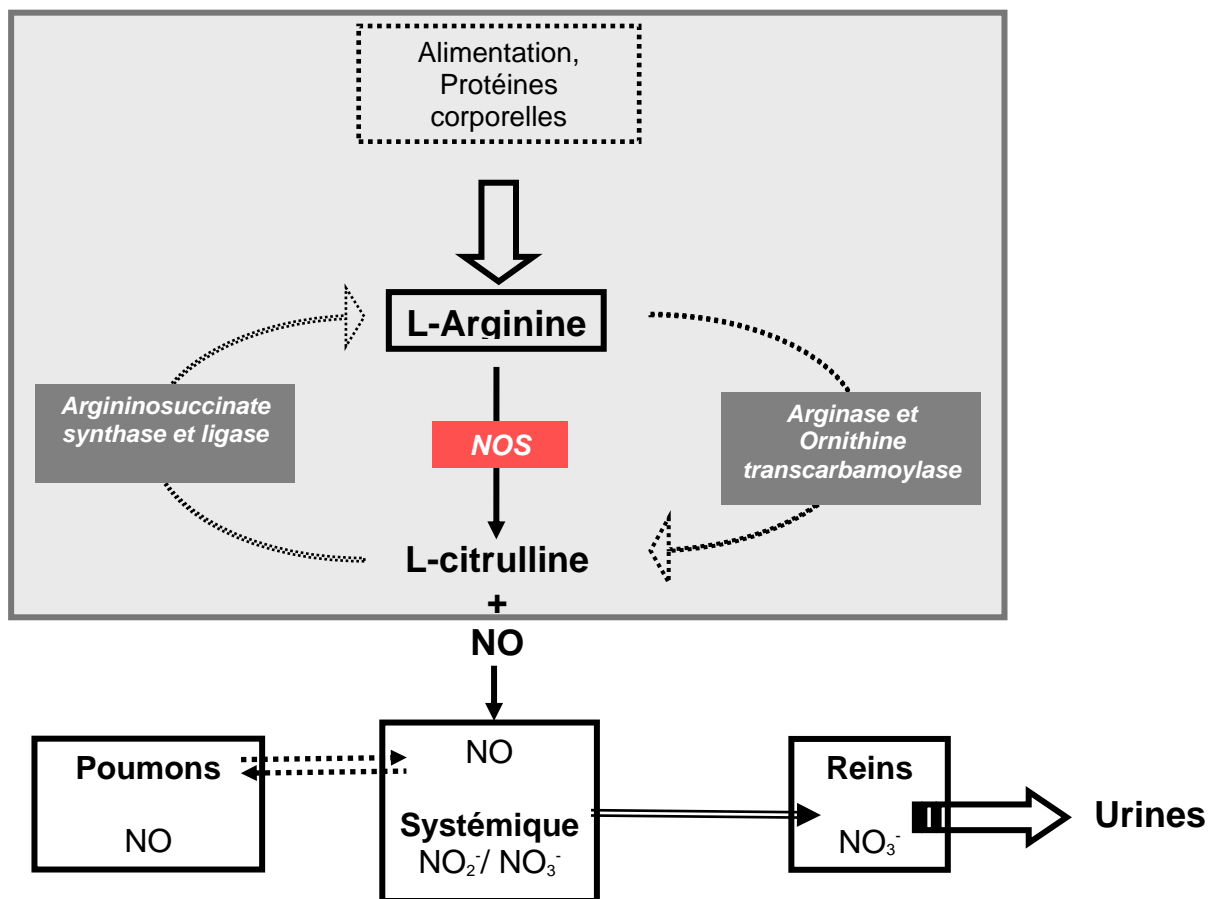 Alimentation,
Protéines
corporelles
L-Arginine
Argininosuccinate
synthase et ligase
NOS
Arginase et
Ornithine
transcarbamoylase
L-citrulline
+
NO
Poumons
NO
NO
Systémique
NO₂⁻/ NO₃⁻
Reins
NO₃⁻
Urines